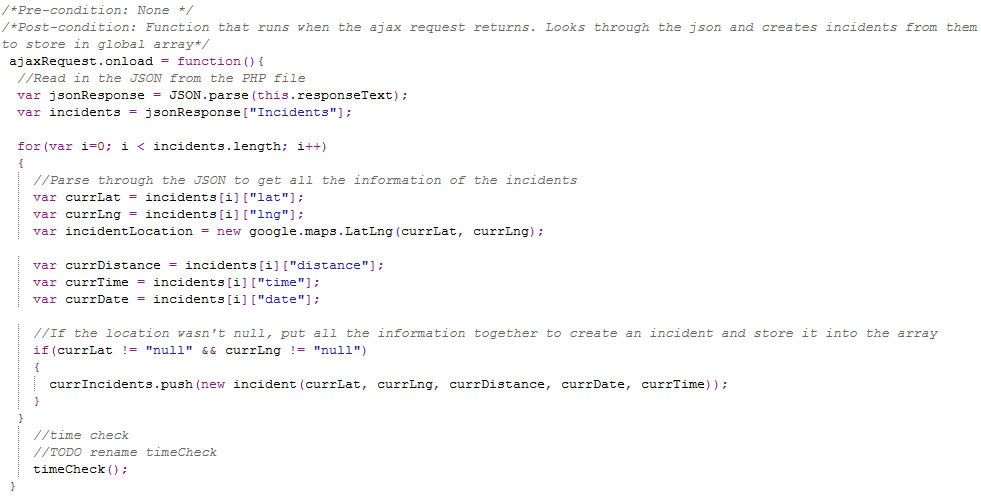 /*Pre-condition: None */
/*Post-condition: Function that runs when the ajax request returns. Looks through the json and creates incidents from them
to store in global array*/
ajaxRequest.onload = function(){
//Read in the JSON from the PHP file
var jsonResponse = JSON.parse(this.responseText);
var incidents = jsonResponse["Incidents"];
for(var i=0; i < incidents.length; i++)
{
//Parse through the JSON to get all the information of the incidents
var currLat = incidents[i]["lat"];
var currLng = incidents[i]["lng"];
var incidentLocation = new google.maps.LatLng(currLat, currLng);
var currDistance = incidents[i]["distance"];
var currTime = incidents[i]["time"];
var currDate = incidents[i]["date"];
//If the location wasn't null, put all the information together to create an incident and store it into the array
if(currLat != "null" && currLng != "null")
{
currIncidents.push(new incident(currLat, currLng, currDistance, currDate, currTime));
}
}
//time check
//TODO rename timeCheck
timeCheck();
}